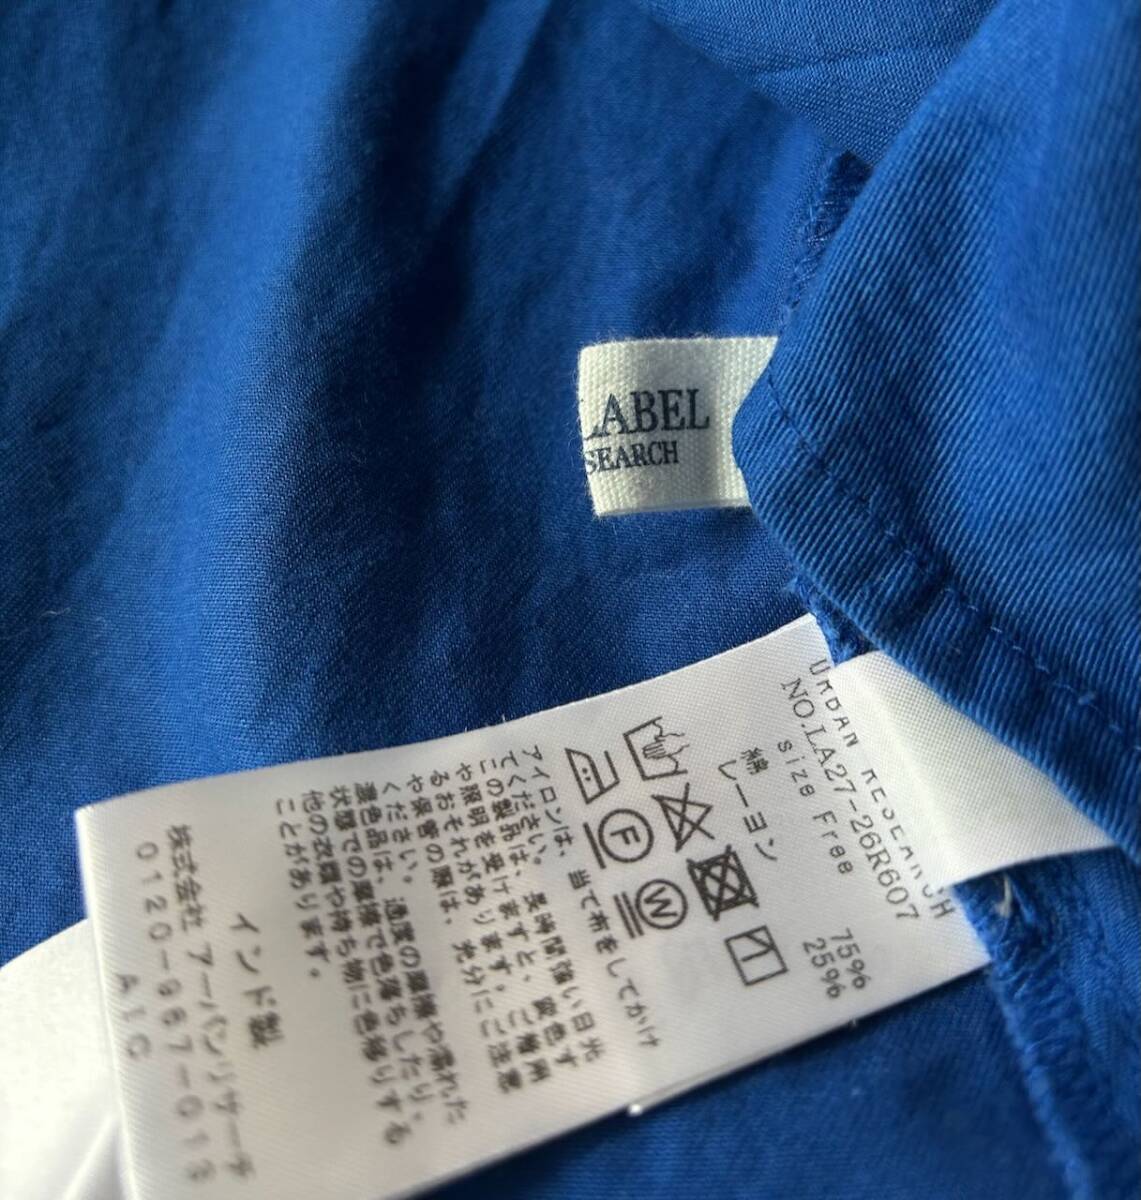 LABEL
SEARCH
URBAN RESEARCH
NO.LA27-26R607
size Free
綿 75%
レーヨン 25%
F
W
アイロンは、当て布をしてかけ
てください。
この製品は、長時間強い日光
や照明を受けますと、変色す
るおそれがあります。ご着用
や保管の際は、充分にご注意
ください。
濃色品は、過度の摩擦や濡れた
状態での摩擦で色落ちしたり、
他の衣類や持ち物に色移りする
ことがあります。
インド製
株式会社 アーバンリサーチ
0120-987-013
AIG